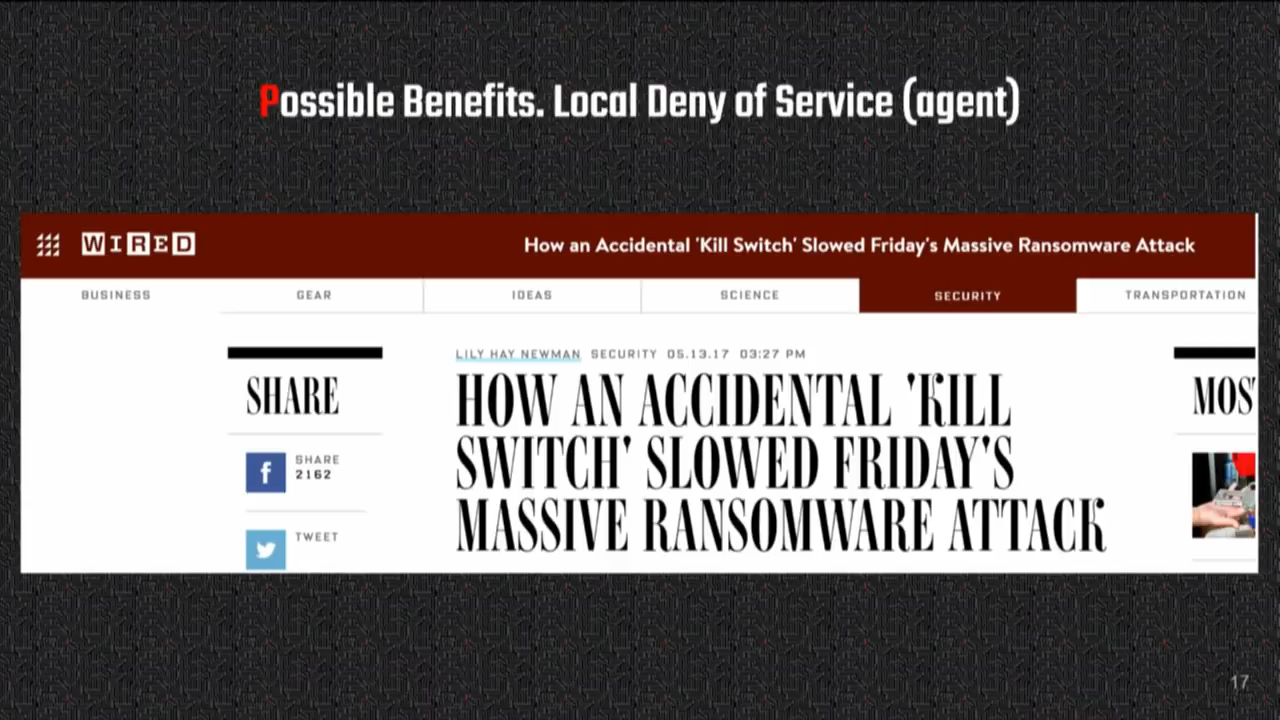 Possible Benefits. Local Deny of Service (agent)
WIRED
How an Accidental 'Kill Switch' Slowed Friday's Massive Ransomware Attack
BUSINESS
GEAR
IDEAS
SCIENCE
SECURITY
TRANSPORTATION
SHARE
f
SHARE
2162
TWEET
LILY HAY NEWMAN SECURITY 05.13.17 03:27 PM
HOW AN ACCIDENTAL 'KILL
SWITCH' SLOWED FRIDAY'S
MASSIVE RANSOMWARE ATTACK
MOS
17